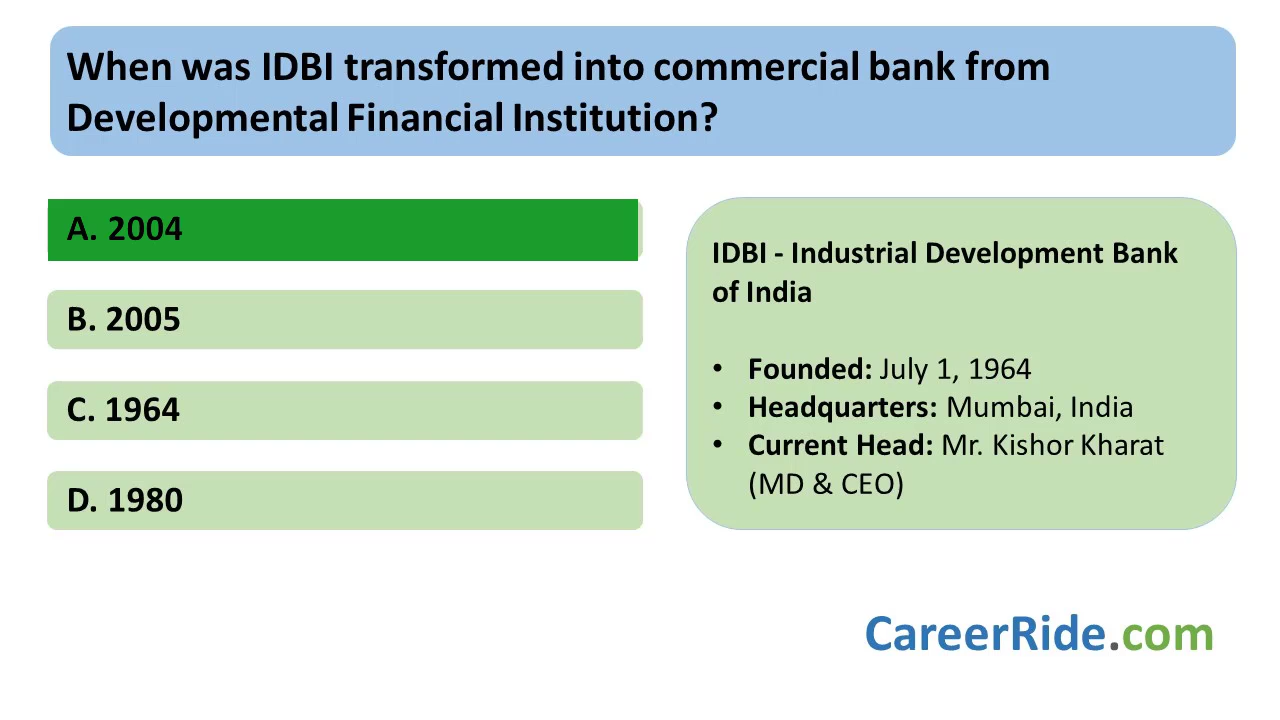 When was IDBI transformed into commercial bank from
Developmental Financial Institution?
A. 2004
B. 2005
C. 1964
D. 1980
IDBI - Industrial Development Bank
of India
• Founded: July 1, 1964
• Headquarters: Mumbai, India
• Current Head: Mr. Kishor Kharat
(MD & CEO)
CareerRide.com